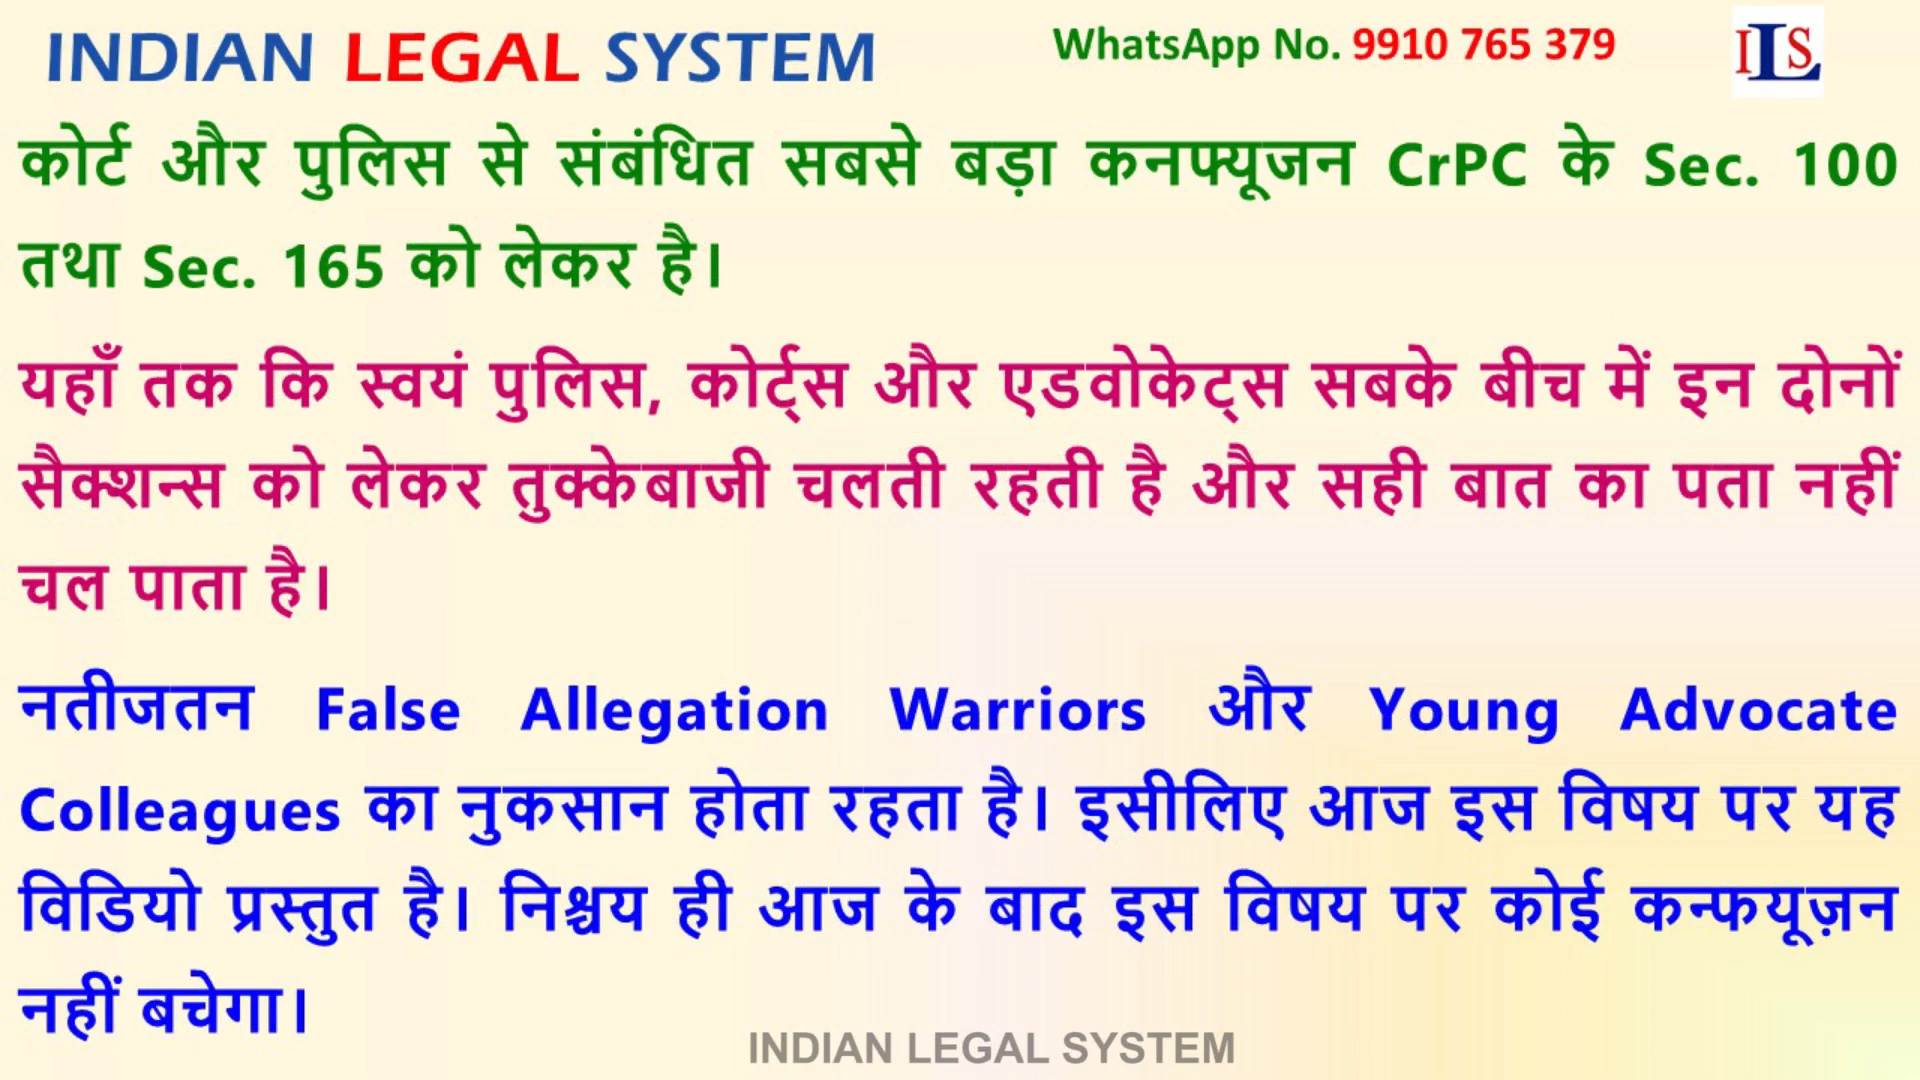 INDIAN LEGAL SYSTEM
WhatsApp No. 9910 765 379
ILS
कोर्ट और पुलिस से संबंधित सबसे बड़ा कनफ्यूजन CrPC के Sec. 100
तथा Sec. 165 को लेकर है।
यहाँ तक कि स्वयं पुलिस, कोर्ट्स और एडवोकेट्स सबके बीच में इन दोनों
सैक्शन्स को लेकर तुक्केबाजी चलती रहती है और सही बात का पता नहीं
चल पाता है।
नतीजतन False Allegation Warriors और Young Advocate
Colleagues का नुकसान होता रहता है। इसीलिए आज इस विषय पर यह
विडियो प्रस्तुत है। निश्चय ही आज के बाद इस विषय पर कोई कन्फयूज़न
नहीं बचेगा।
INDIAN LEGAL SYSTEM